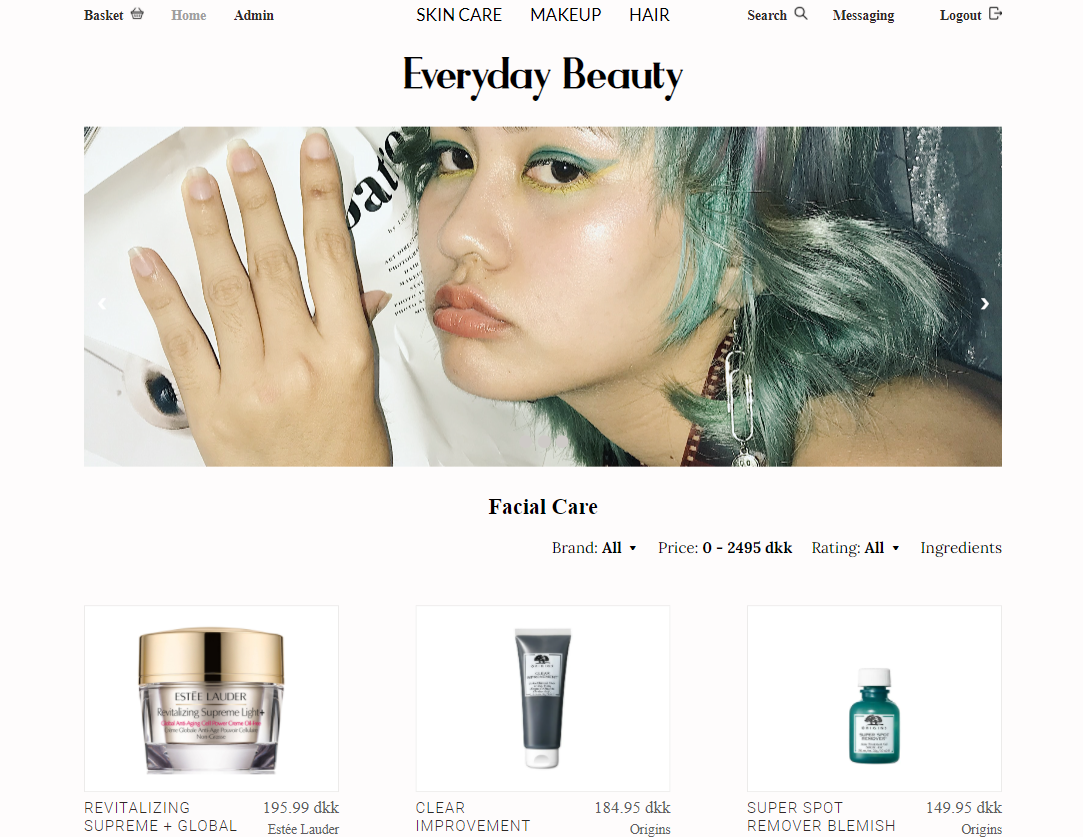 Basket Home Admin SKIN CARE MAKEUP HAIR Search Messaging Logout
Everyday Beauty
Facial Care
Brand: All Price: 0 - 2495 dkk Rating: All Ingredients
ESTĒE LAUDER
Revitalizing Supreme Light+
Global Anti-Aging Cell Power Creme Oil-Free
Crème Globale Anti-Age Pouvoir Cellulaire
Non-Grasse
ORIGINS
CLEAR
IMPROVEMENT
ORIGINS
SUPER SPOT
REMOVER
REVITALIZING
SUPREME + GLOBAL
195.99 dkk
Estée Lauder
CLEAR
IMPROVEMENT
184.95 dkk
Origins
SUPER SPOT
REMOVER BLEMISH
149.95 dkk
Origins